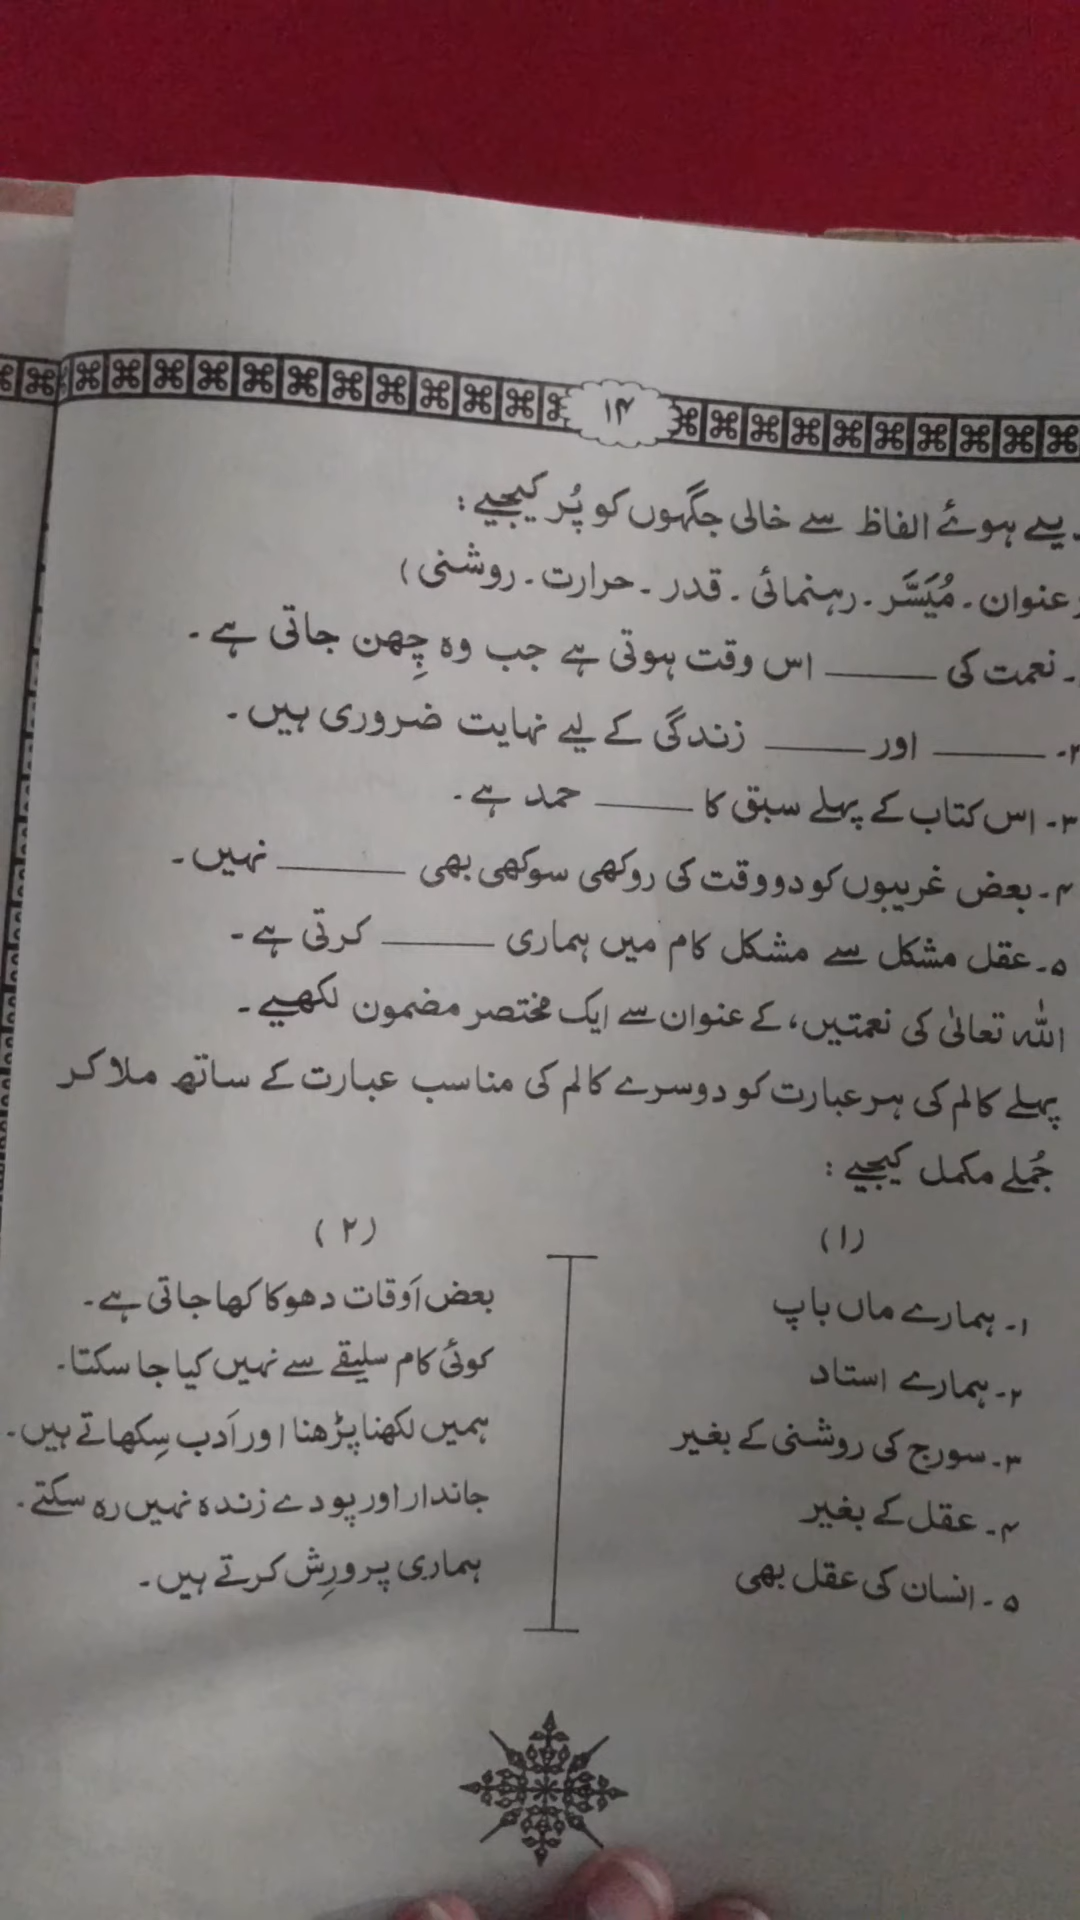 ۱۴
دیے ہوئے الفاظ سے خالی جگہوں کو پُر کیجیے :
عنوان ۔ مُیَسَّر ۔ رہنمائی ۔ قدر ۔ حرارت ۔ روشنی )
۔ نعمت کی ______ اس وقت ہوتی ہے جب وہ چِھن جاتی ہے ۔
۲۔ ______ اور ______ زندگی کے لیے نہایت ضروری ہیں ۔
۳۔ اس کتاب کے پہلے سبق کا ______ حمد ہے ۔
۴۔ بعض غریبوں کو دو وقت کی روکھی سوکھی بھی ______ نہیں ۔
۵۔ عقل مشکل سے مشکل کام میں ہماری ______ کرتی ہے ۔
اللہ تعالیٰ کی نعمتیں، کے عنوان سے ایک مختصر مضمون لکھیے ۔
پہلے کالم کی ہر عبارت کو دوسرے کالم کی مناسب عبارت کے ساتھ ملا کر
جُملے مکمل کیجیے :
(۱) (۲)
۱۔ ہمارے ماں باپ بعض اَوقات دھوکا کھا جاتی ہے ۔
۲۔ ہمارے استاد کوئی کام سلیقے سے نہیں کیا جا سکتا ۔
۳۔ سورج کی روشنی کے بغیر ہمیں لکھنا پڑھنا اور اَدب سِکھاتے ہیں ۔
۴۔ عقل کے بغیر جاندار اور پودے زندہ نہیں رہ سکتے ۔
۵۔ انسان کی عقل بھی ہماری پرورِش کرتے ہیں ۔